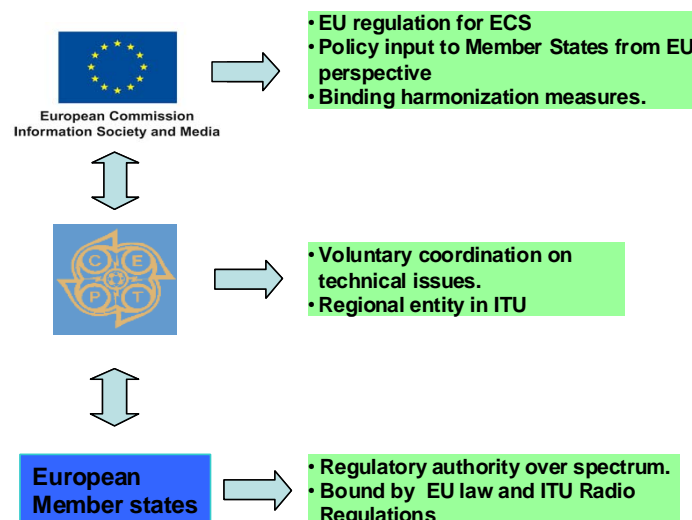 • EU regulation for ECS
• Policy input to Member States from EU
perspective
• Binding harmonization measures.
European Commission
Information Society and Media
C E
P T
• Voluntary coordination on
technical issues.
• Regional entity in ITU
European
Member states
• Regulatory authority over spectrum.
• Bound by EU law and ITU Radio
Regulations